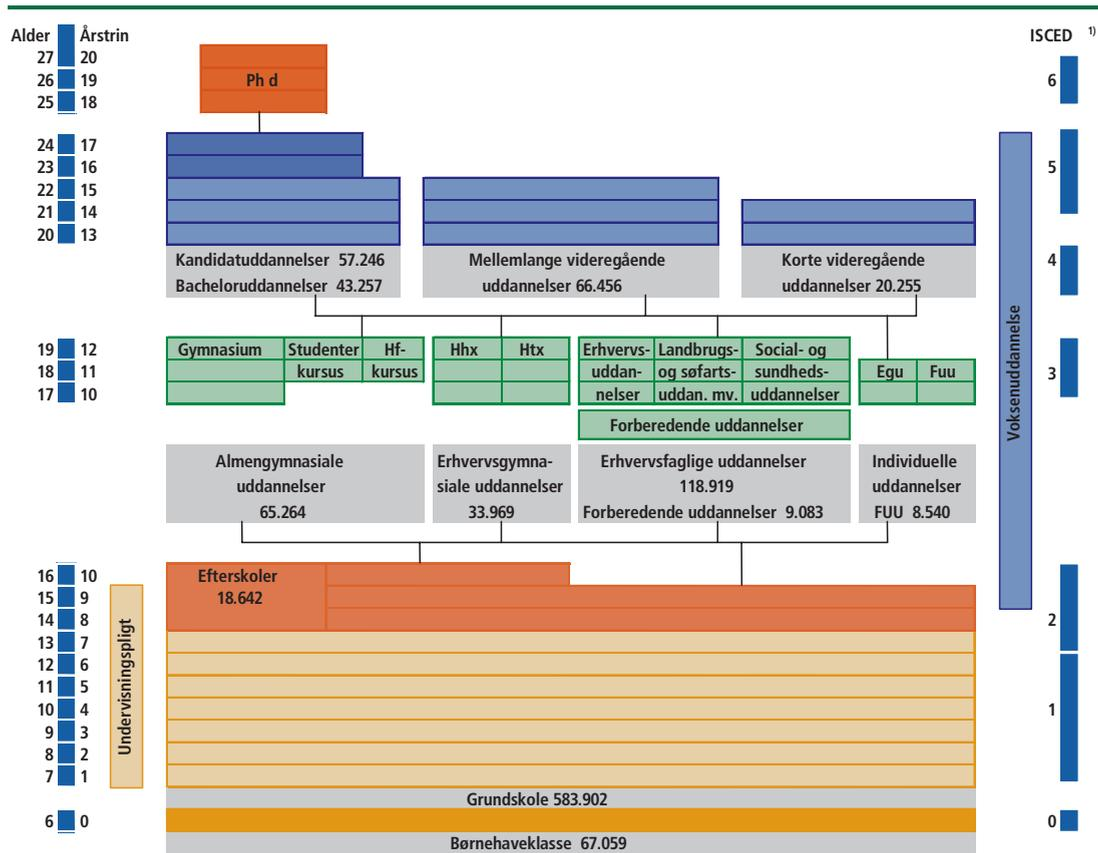 Alder Årstrin ISCED 1)
27 20
26 19 Ph d 6
25 18
24 17
23 16 5
22 15
21 14
20 13
Kandidatuddannelser 57.246
Bacheloruddannelser 43.257
Mellemlange videregående
uddannelser 66.456
Korte videregående
uddannelser 20.255
4
19 12
18 11
17 10
Gymnasium
Studenter
kursus
Hf-
kursus
Hhx
Htx
Erhvervs-
uddan-
nelser
Landbrugs-
og søfarts-
uddan. mv.
Social- og
sundheds-
uddannelser
Egu
Fuu
3
Forberedende uddannelser
Voksenuddannelse
Almengymnasiale
uddannelser
65.264
Erhvervsgymna-
siale uddannelser
33.969
Erhvervsfaglige uddannelser
118.919
Forberedende uddannelser 9.083
Individuelle
uddannelser
FUU 8.540
16 10
15 9
14 8
Efterskoler
18.642
2
13 7
12 6
11 5
10 4
9 3
8 2
7 1
Undervisningspligt
1
Grundskole 583.902
6 0
0
Børnehaveklasse 67.059